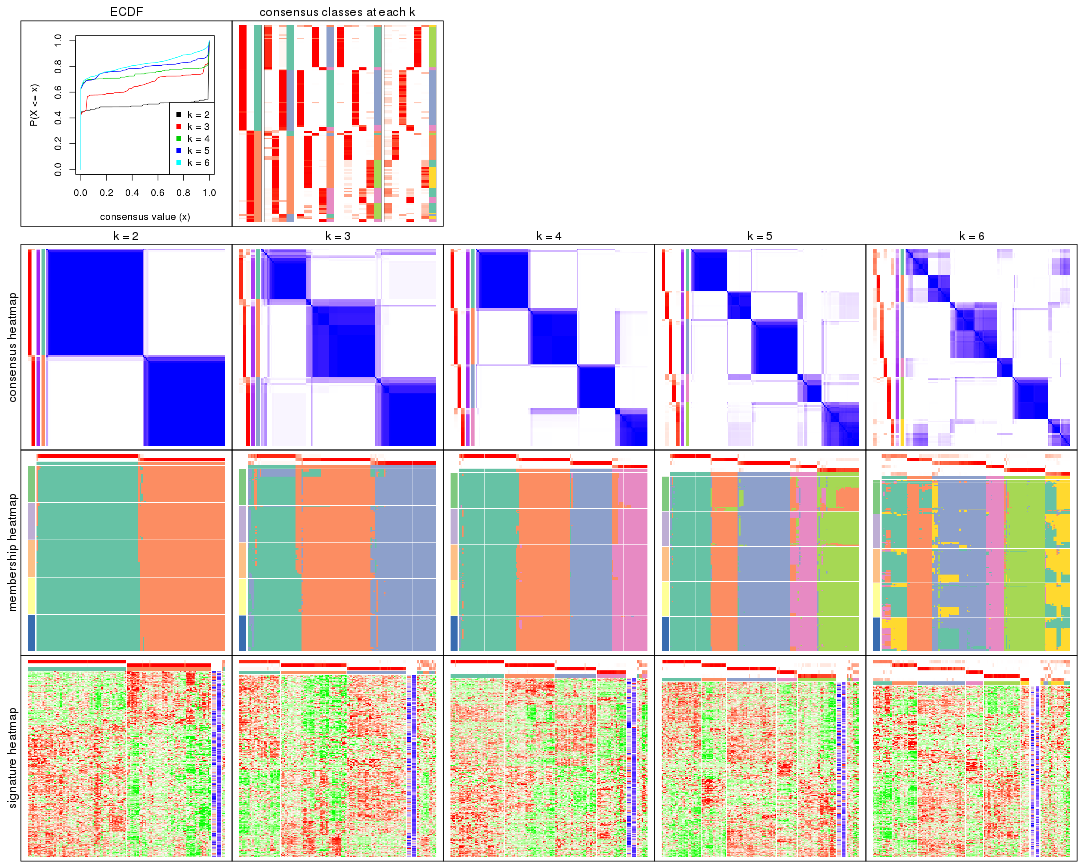 ECDF
consensus classes at each k
P(X <= x)
0.0 0.2 0.4 0.6 0.8 1.0
k = 2
k = 3
k = 4
k = 5
k = 6
0.0 0.2 0.4 0.6 0.8 1.0
consensus value (x)
k = 2
k = 3
k = 4
k = 5
k = 6
consensus heatmap
membership heatmap
signature heatmap